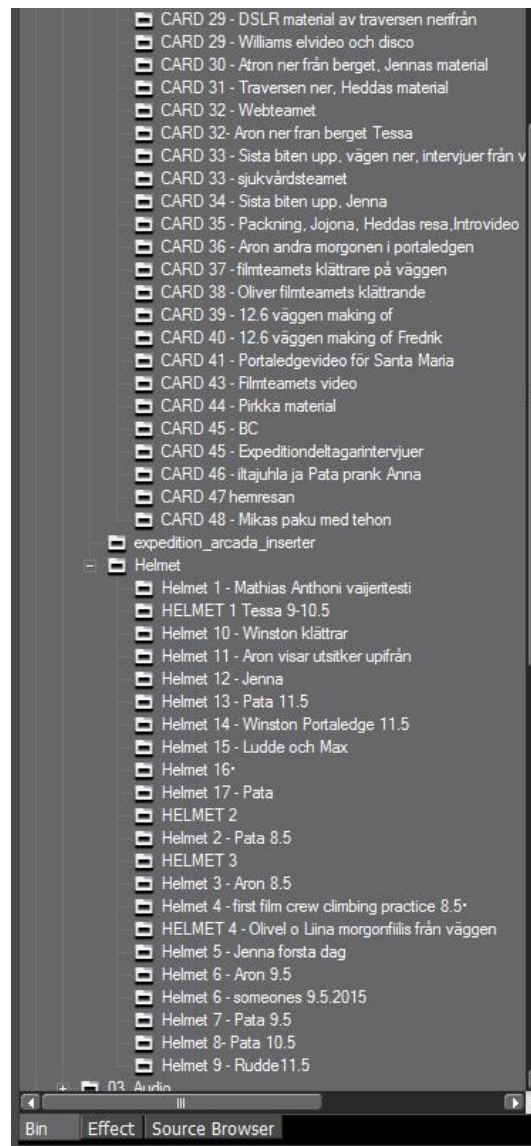 CARD 29 - DSLR material av traversen nerifrån
CARD 29 - Williams elvideo och disco
CARD 30 - Atron ner från berget, Jennas material
CARD 31 - Traversen ner, Heddas material
CARD 32 - Webteamet
CARD 32- Aron ner fran berget Tessa
CARD 33 - Sista biten upp, vägen ner, intervjuer från v
CARD 33 - sjukvårdsteamet
CARD 34 - Sista biten upp, Jenna
CARD 35 - Packning, Jojona, Heddas resa,Introvideo
CARD 36 - Aron andra morgonen i portaledgen
CARD 37 -filmteamets klättrare på väggen
CARD 38 - Oliver filmteamets klättrande
CARD 39 - 12.6 väggen making of
CARD 40 - 12.6 väggen making of Fredrik
CARD 41 - Portaledgevideo för Santa Maria
CARD 43 - Filmteamets video
CARD 44 - Pirkka material
CARD 45 - BC
CARD 45 - Expeditiondeltagarintervjuer
CARD 46 - iltajuhla ja Pata prank Anna
CARD 47 hemresan
CARD 48 - Mikas paku med tehon
expedition_arcada_inserter
Helmet
Helmet 1 - Mathias Anthoni vaijeritesti
HELMET 1 Tessa 9-10.5
Helmet 10 - Winston klättrar
Helmet 11 - Aron visar utsitker upifrån
Helmet 12 - Jenna
Helmet 13 - Pata 11.5
Helmet 14 - Winston Portaledge 11.5
Helmet 15 - Ludde och Max
Helmet 16·
Helmet 17 - Pata
HELMET 2
Helmet 2 - Pata 8.5
HELMET 3
Helmet 3 - Aron 8.5
Helmet 4 -first film crew climbing practice 8.5·
HELMET 4 - Olivel o Liina morgonfiilis från väggen
Helmet 5 - Jenna forsta dag
Helmet 6 - Aron 9.5
Helmet 6 - someones 9.5.2015
Helmet 7 - Pata 9.5
Helmet 8- Pata 10.5
Helmet 9 - Rudde11.5
03_Audio
Bin Effect Source Browser